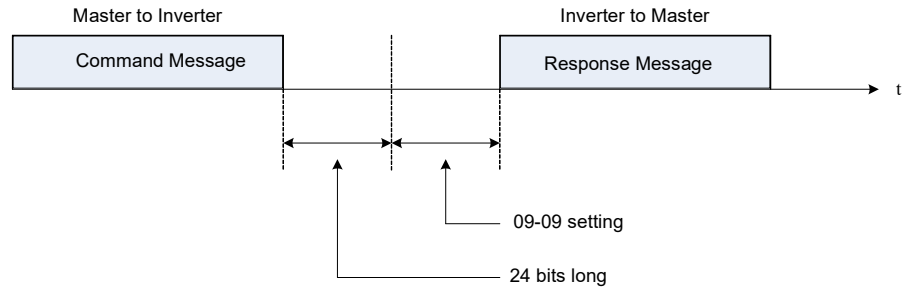 Master to Inverter
Inverter to Master
Command Message
Response Message
t
09-09 setting
24 bits long